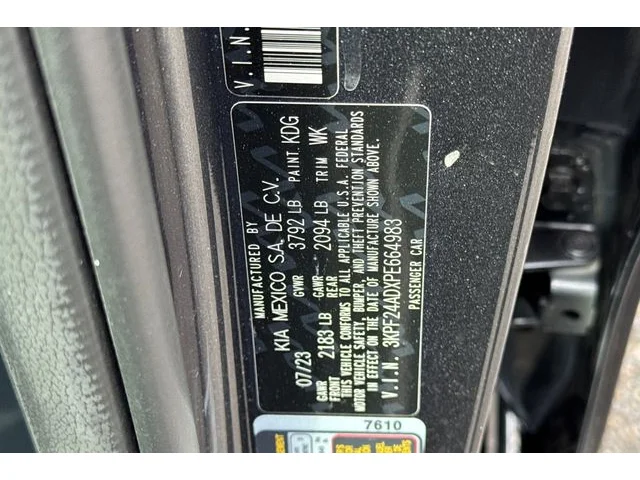 V.I.N.
MANUFACTURED BY
KIA MEXICO S.A. DE C.V.
07/23 GVWR 3792 LB PAINT KDG
GAWR FRONT 2183 LB GAWR REAR 2094 LB TRIM WK
THIS VEHICLE CONFORMS TO ALL APPLICABLE U.S.A. FEDERAL
MOTOR VEHICLE SAFETY, BUMPER, AND THEFT PREVENTION STANDARDS
IN EFFECT ON THE DATE OF MANUFACTURE SHOWN ABOVE.
V.I.N. 3KPF24ADXPE664983
PASSENGER CAR
7610